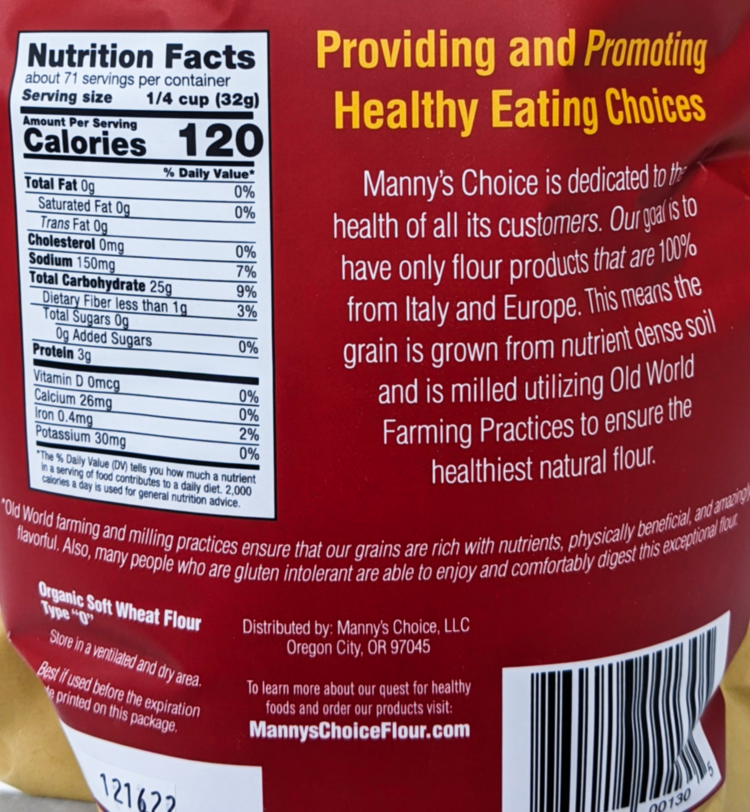 Nutrition Facts
about 71 servings per container
Serving size 1/4 cup (32g)
Amount Per Serving
Calories 120
% Daily Value*
Total Fat 0g 0%
Saturated Fat 0g 0%
Trans Fat 0g
Cholesterol 0mg 0%
Sodium 150mg 7%
Total Carbohydrate 25g 9%
Dietary Fiber less than 1g 3%
Total Sugars 0g
0g Added Sugars 0%
Protein 3g
Vitamin D 0mcg 0%
Calcium 26mg 0%
Iron 0.4mg 2%
Potassium 30mg 0%
*The % Daily Value (DV) tells you how much a nutrient
in a serving of food contributes to a daily diet. 2,000
calories a day is used for general nutrition advice.
Providing and Promoting
Healthy Eating Choices
Manny's Choice is dedicated to the
health of all its customers. Our goal is to
have only flour products that are 100%
from Italy and Europe. This means the
grain is grown from nutrient dense soil
and is milled utilizing Old World
Farming Practices to ensure the
healthiest natural flour.
*Old World farming and milling practices ensure that our grains are rich with nutrients, physically beneficial, and amazingly
flavorful. Also, many people who are gluten intolerant are able to enjoy and comfortably digest this exceptional flour.
Organic Soft Wheat Flour
Type "0"
Store in a ventilated and dry area.
Best if used before the expiration
printed on this package.
Distributed by: Manny's Choice, LLC
Oregon City, OR 97045
To learn more about our quest for healthy
foods and order our products visit:
MannysChoiceFlour.com
121622
00130 5